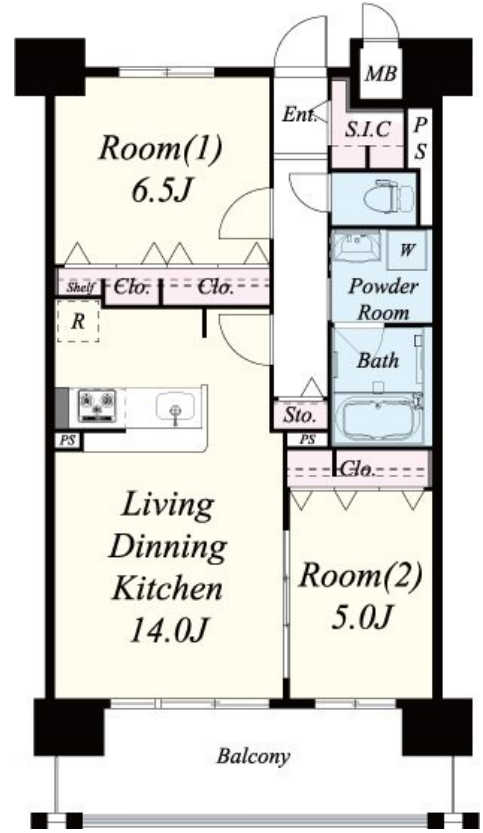 MB
Ent.
S.I.C
P
S
Room(1)
6.5J
Shelf
Clo.
Clo.
W
Powder
Room
R
Bath
Sto.
PS
PS
Clo.
Living
Dinning
Kitchen
14.0J
Room(2)
5.0J
Balcony